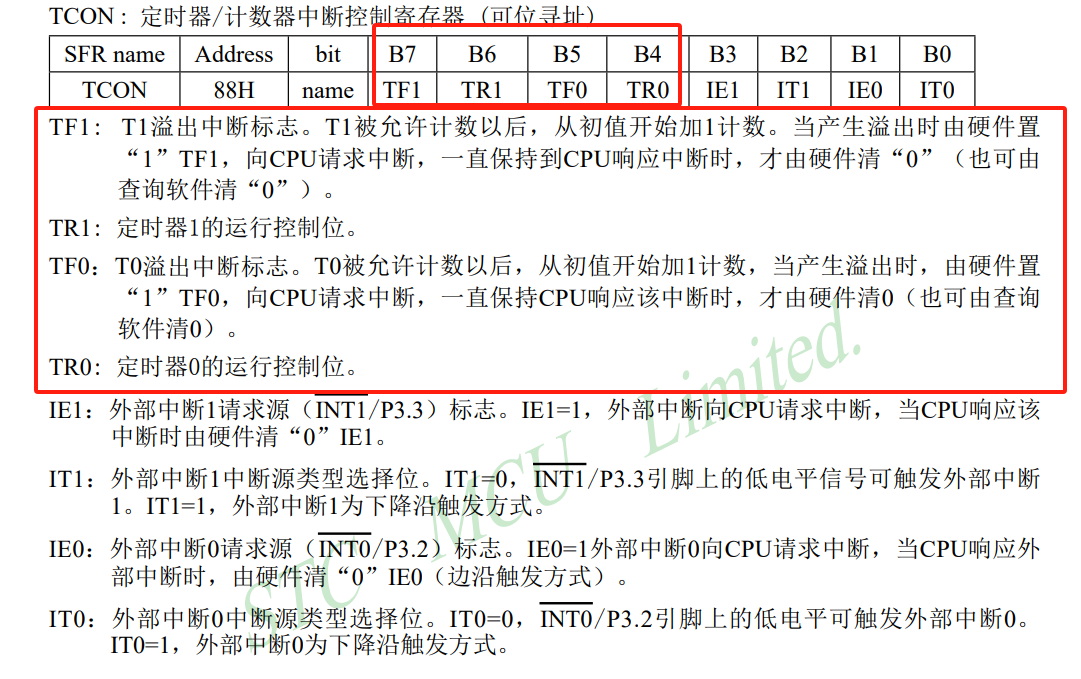 TCON : 定时器/计数器中断控制寄存器 (可位寻址)
SFR name Address bit B7 B6 B5 B4 B3 B2 B1 B0
TCON 88H name TF1 TR1 TF0 TR0 IE1 IT1 IE0 IT0
TF1：T1溢出中断标志。T1被允许计数以后，从初值开始加1计数。当产生溢出时由硬件置
“1”TF1，向CPU请求中断，一直保持到CPU响应中断时，才由硬件清“0”（也可由
查询软件清“0”）。
TR1：定时器1的运行控制位。
TF0：T0溢出中断标志。T0被允许计数以后，从初值开始加1计数，当产生溢出时，由硬件置
“1”TF0，向CPU请求中断，一直保持CPU响应该中断时，才由硬件清0（也可由查询
软件清0）。
TR0：定时器0的运行控制位。
IE1：外部中断1请求源（INT1/P3.3）标志。IE1=1，外部中断向CPU请求中断，当CPU响应该
中断时由硬件清“0”IE1。
IT1：外部中断1中断源类型选择位。IT1=0，INT1/P3.3引脚上的低电平信号可触发外部中断
1。IT1=1，外部中断1为下降沿触发方式。
IE0：外部中断0请求源（INT0/P3.2）标志。IE0=1外部中断0向CPU请求中断，当CPU响应外
部中断时，由硬件清“0”IE0（边沿触发方式）。
IT0：外部中断0中断源类型选择位。IT0=0，INT0/P3.2引脚上的低电平可触发外部中断0。
IT0=1，外部中断0为下降沿触发方式。
STC MCU Limited.